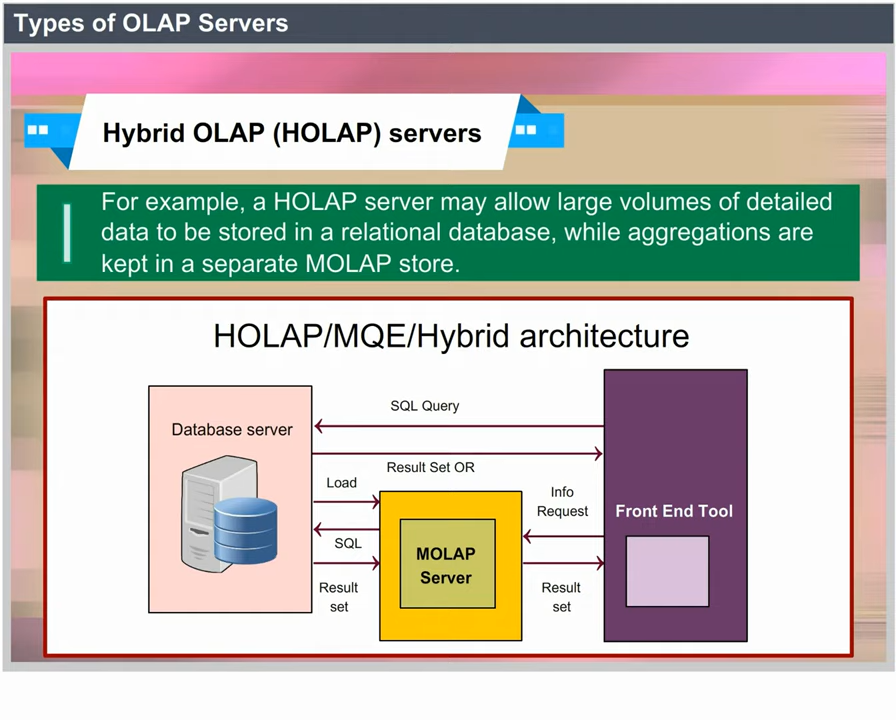 Types of OLAP Servers
Hybrid OLAP (HOLAP) servers
For example, a HOLAP server may allow large volumes of detailed
data to be stored in a relational database, while aggregations are
kept in a separate MOLAP store.
HOLAP/MQE/Hybrid architecture
Database server
SQL Query
Result Set OR
Load
SQL
Result
set
MOLAP
Server
Info
Request
Result
set
Front End Tool